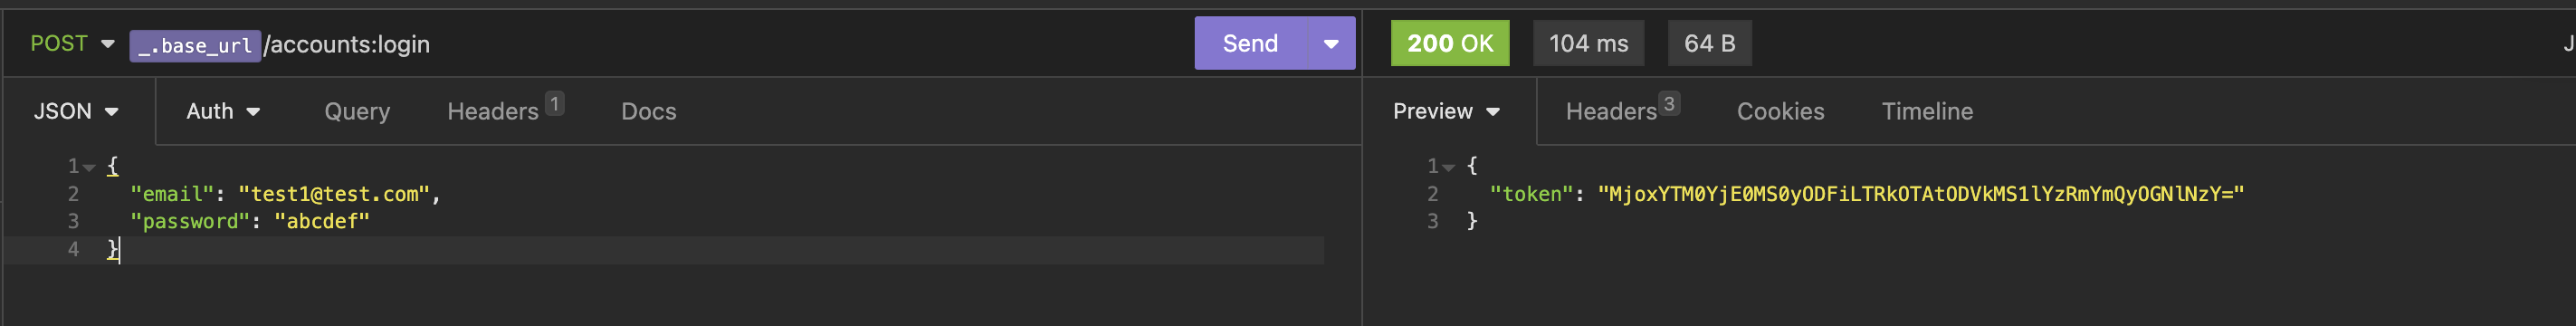 POST _.base_url /accounts:login Send 200 OK 104 ms 64 B J
JSON Auth Query Headers 1 Docs Preview Headers 3 Cookies Timeline
1 {
2 "email": "test1@test.com",
3 "password": "abcdef"
4 }
1 {
2 "token": "MjoxYTM0YjE0MS0yODFiLTRkOTAtODVkMS1lYzRmYmQyOGNlNzY="
3 }